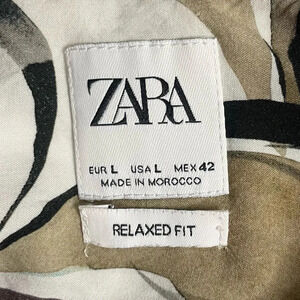 ZARA
EUR L USA L MEX 42
MADE IN MOROCCO
RELAXED FIT